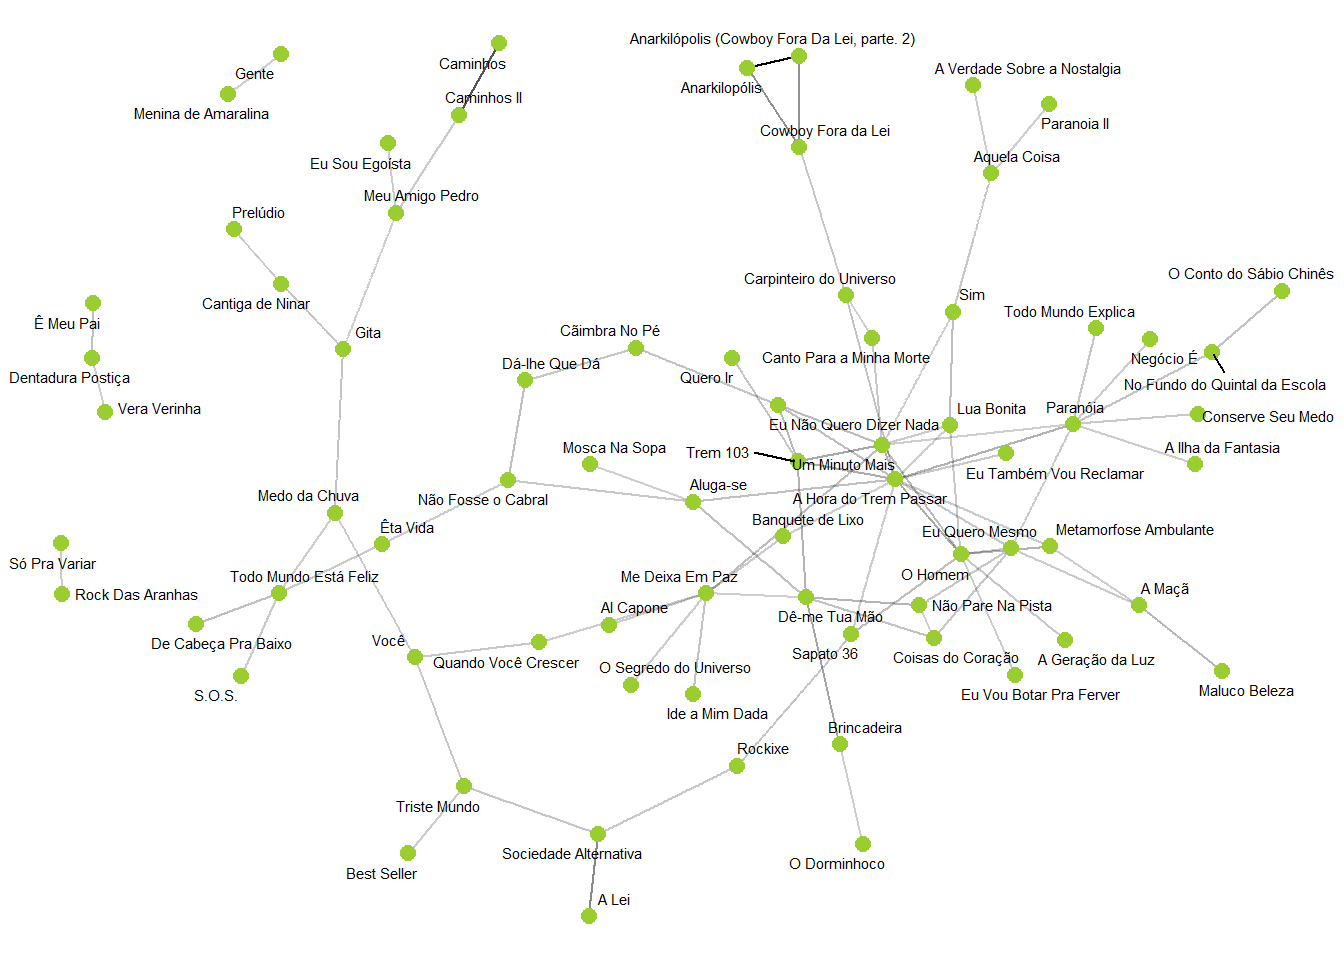 Anarkilópolis (Cowboy Fora Da Lei, parte. 2)
Caminhos
A Verdade Sobre a Nostalgia
Gente
Anarkilopólis
Caminhos II
Menina de Amaralina
Paranoia II
Cowboy Fora da Lei
Aquela Coisa
Eu Sou Egoísta
Meu Amigo Pedro
Prelúdio
O Conto do Sábio Chinês
Carpinteiro do Universo
Sim
Cantiga de Ninar
Todo Mundo Explica
Ê Meu Pai
Gita
Cãimbra No Pé
Canto Para a Minha Morte
Negócio É
Dá-lhe Que Dá
Dentadura Postiça
Quero Ir
No Fundo do Quintal da Escola
Vera Verinha
Lua Bonita
Paranóia
Conserve Seu Medo
Eu Não Quero Dizer Nada
Mosca Na Sopa
Trem 103
A Ilha da Fantasia
Um Minuto Mais
Eu Também Vou Reclamar
Aluga-se
Medo da Chuva
Não Fosse o Cabral
A Hora do Trem Passar
Êta Vida
Banquete de Lixo
Eu Quero Mesmo
Metamorfose Ambulante
Só Pra Variar
Todo Mundo Está Feliz
Me Deixa Em Paz
O Homem
A Maçã
Rock Das Aranhas
Al Capone
Não Pare Na Pista
Dê-me Tua Mão
De Cabeça Pra Baixo
Você
Sapato 36
Quando Você Crescer
O Segredo do Universo
Coisas do Coração
A Geração da Luz
S.O.S.
Eu Vou Botar Pra Ferver
Maluco Beleza
Ide a Mim Dada
Brincadeira
Rockixe
Triste Mundo
Sociedade Alternativa
O Dorminhoco
Best Seller
A Lei